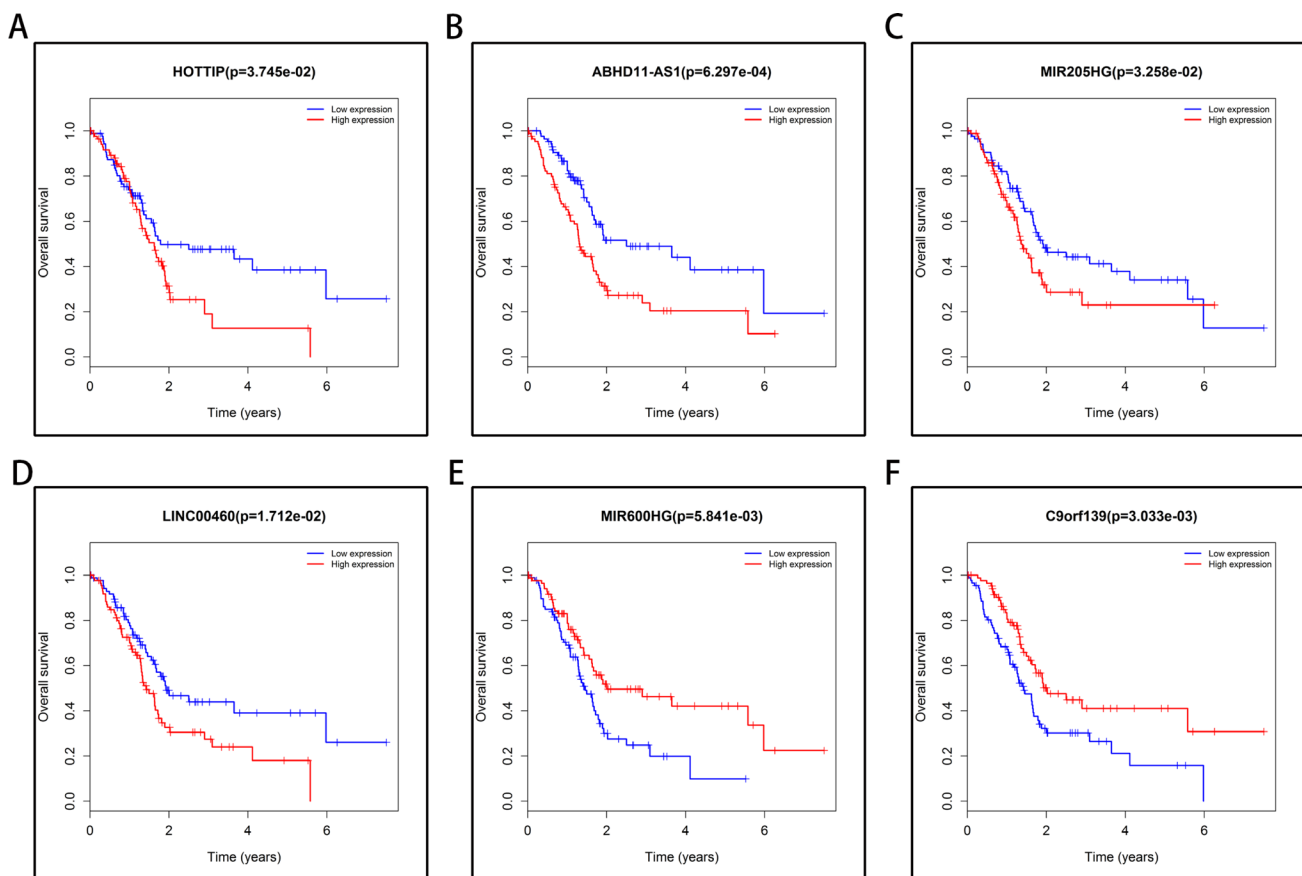 A
HOTTIP(p=3.745e-02)
Low expression
High expression
Overall survival
0.0 0.2 0.4 0.6 0.8 1.0
0 2 4 6
Time (years)
B
ABHD11-AS1(p=6.297e-04)
Low expression
High expression
Overall survival
0.0 0.2 0.4 0.6 0.8 1.0
0 2 4 6
Time (years)
C
MIR205HG(p=3.258e-02)
Low expression
High expression
Overall survival
0.0 0.2 0.4 0.6 0.8 1.0
0 2 4 6
Time (years)
D
LINC00460(p=1.712e-02)
Low expression
High expression
Overall survival
0.0 0.2 0.4 0.6 0.8 1.0
0 2 4 6
Time (years)
E
MIR600HG(p=5.841e-03)
Low expression
High expression
Overall survival
0.0 0.2 0.4 0.6 0.8 1.0
0 2 4 6
Time (years)
F
C9orf139(p=3.033e-03)
Low expression
High expression
Overall survival
0.0 0.2 0.4 0.6 0.8 1.0
0 2 4 6
Time (years)